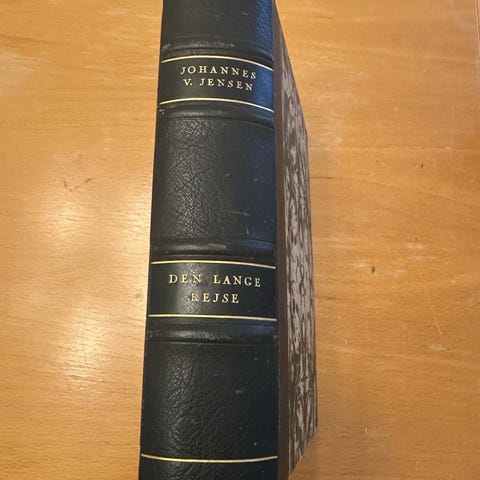 JOHANNES
V. JENSEN
DEN LANGE
REJSE